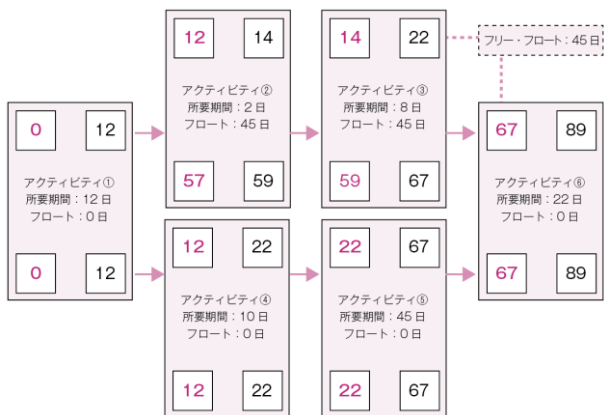 12 14
アクティビティ②
所要期間：2日
フロート：45日
57 59
14 22
アクティビティ③
所要期間：8日
フロート：45日
59 67
フリー・フロート：45日
0 12
アクティビティ①
所要期間：12日
フロート：0日
0 12
67 89
アクティビティ⑥
所要期間：22日
フロート：0日
67 89
12 22
アクティビティ④
所要期間：10日
フロート：0日
12 22
22 67
アクティビティ⑤
所要期間：45日
フロート：0日
22 67